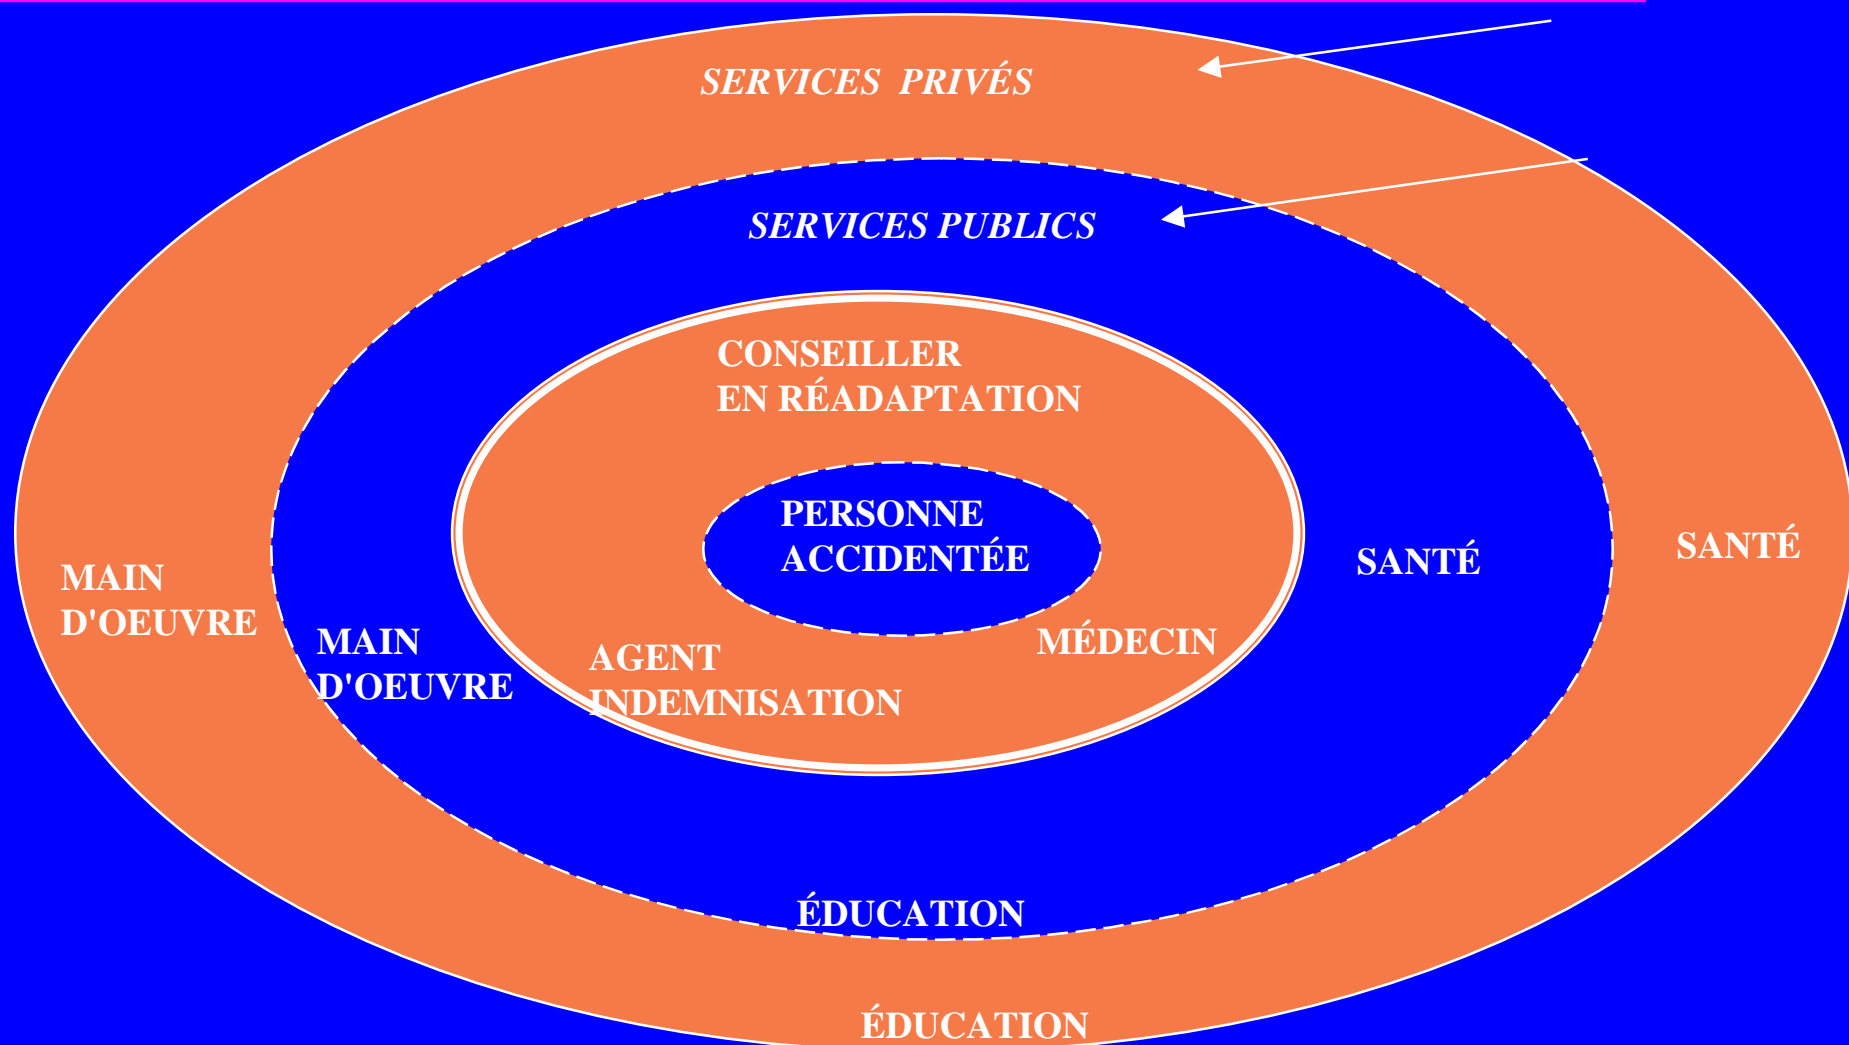 SERVICES PRIVÉS
SERVICES PUBLICS
CONSEILLER
EN RÉADAPTATION
PERSONNE
ACCIDENTÉE
SANTÉ
SANTÉ
MAIN
D'OEUVRE
MAIN
D'OEUVRE
AGENT
INDEMNISATION
MÉDECIN
ÉDUCATION
ÉDUCATION